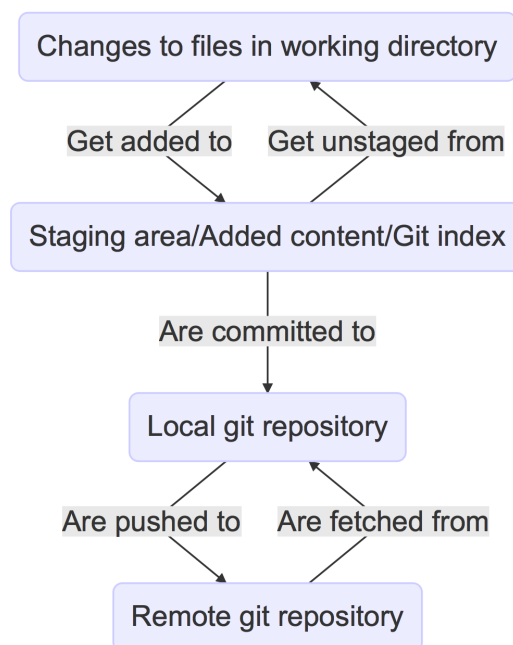 Changes to files in working directory
Get added to
Get unstaged from
Staging area/Added content/Git index
Are committed to
Local git repository
Are pushed to
Are fetched from
Remote git repository